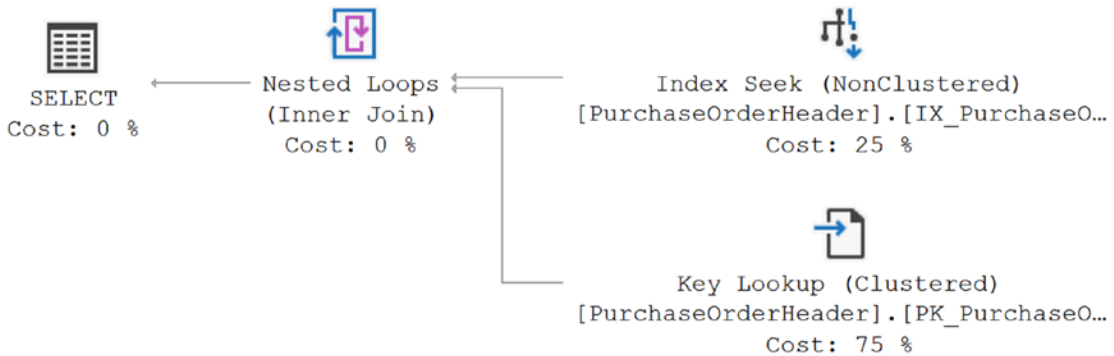 SELECT
Cost: 0 %
Nested Loops
(Inner Join)
Cost: 0 %
Index Seek (NonClustered)
[PurchaseOrderHeader].[IX_PurchaseO…
Cost: 25 %
Key Lookup (Clustered)
[PurchaseOrderHeader].[PK_PurchaseO…
Cost: 75 %